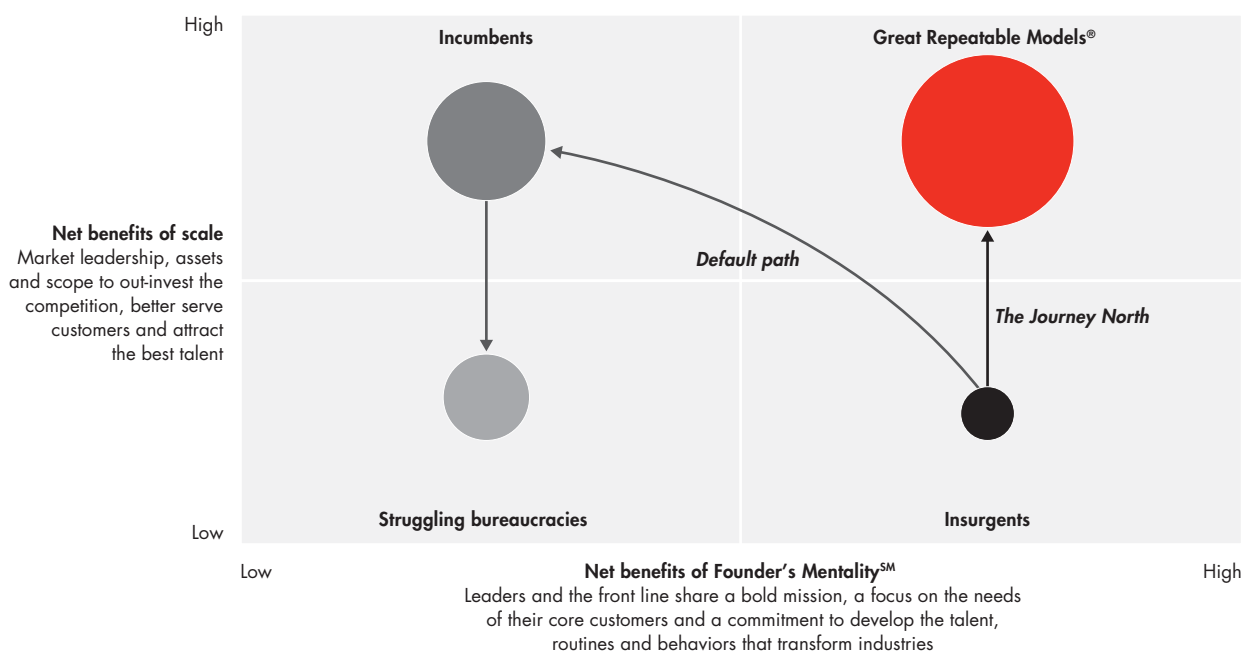 High
Incumbents
Great Repeatable Models®
Net benefits of scale
Market leadership, assets
and scope to out-invest the
competition, better serve
customers and attract
the best talent
Default path
The Journey North
Struggling bureaucracies
Insurgents
Low
Low
Net benefits of Founder’s Mentality℠
High
Leaders and the front line share a bold mission, a focus on the needs
of their core customers and a commitment to develop the talent,
routines and behaviors that transform industries